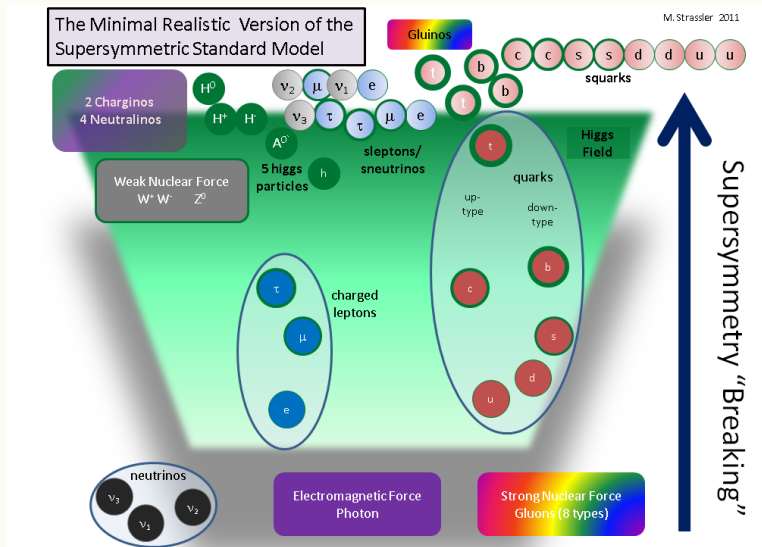 The Minimal Realistic Version of the
Supersymmetric Standard Model
M. Strassler 2011
Gluinos
c c s s d d u u
squarks
t
b
b
t
2 Charginos
4 Neutralinos
H⁰
H⁺ H⁻
A⁰
h
5 higgs
particles
ν₂ μ ν₁ e
ν₃ τ τ μ e
sleptons/
sneutrinos
Higgs
Field
Weak Nuclear Force
W⁺ W⁻ Z⁰
t
quarks
up-
type
down-
type
b
c
s
d
u
τ
charged
leptons
μ
e
Supersymmetry “Breaking”
neutrinos
ν₃
ν₁
ν₂
Electromagnetic Force
Photon
Strong Nuclear Force
Gluons (8 types)